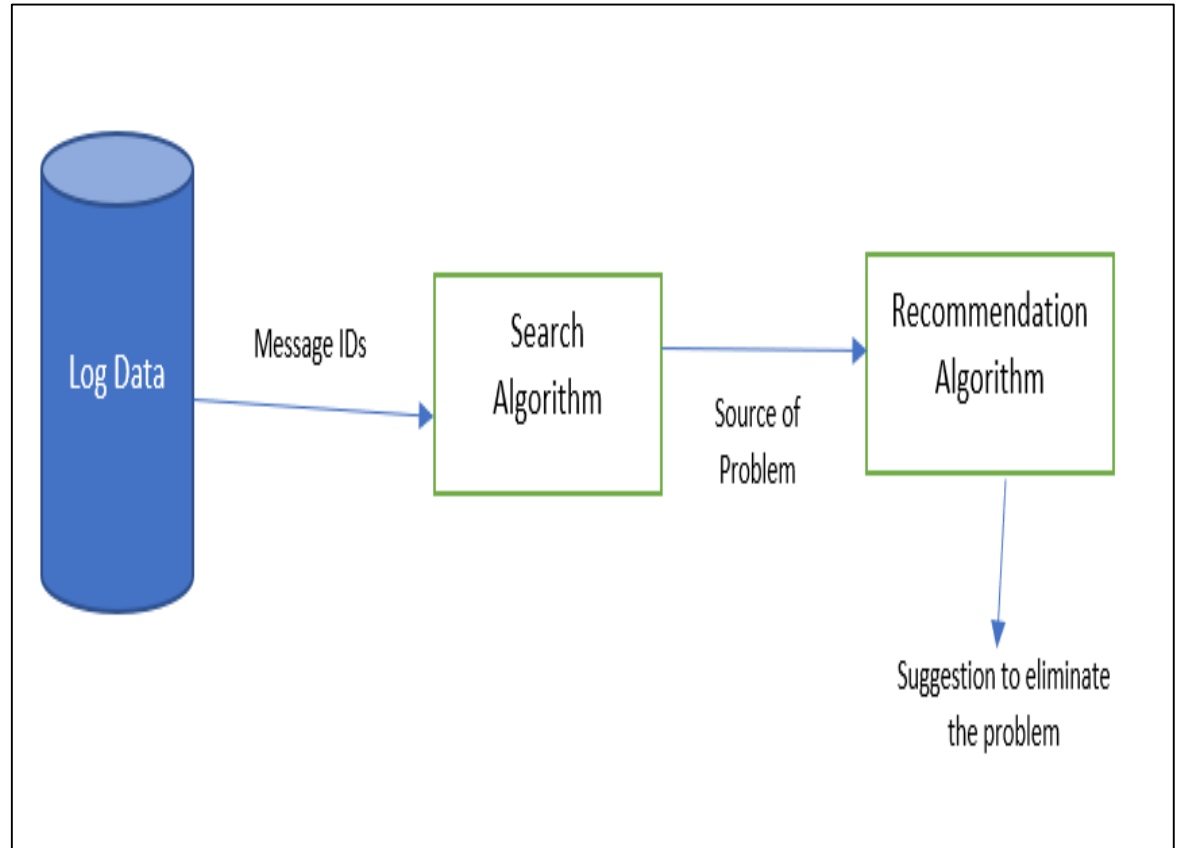 Log Data
Message IDs
Search
Algorithm
Source of
Problem
Recommendation
Algorithm
Suggestion to eliminate
the problem